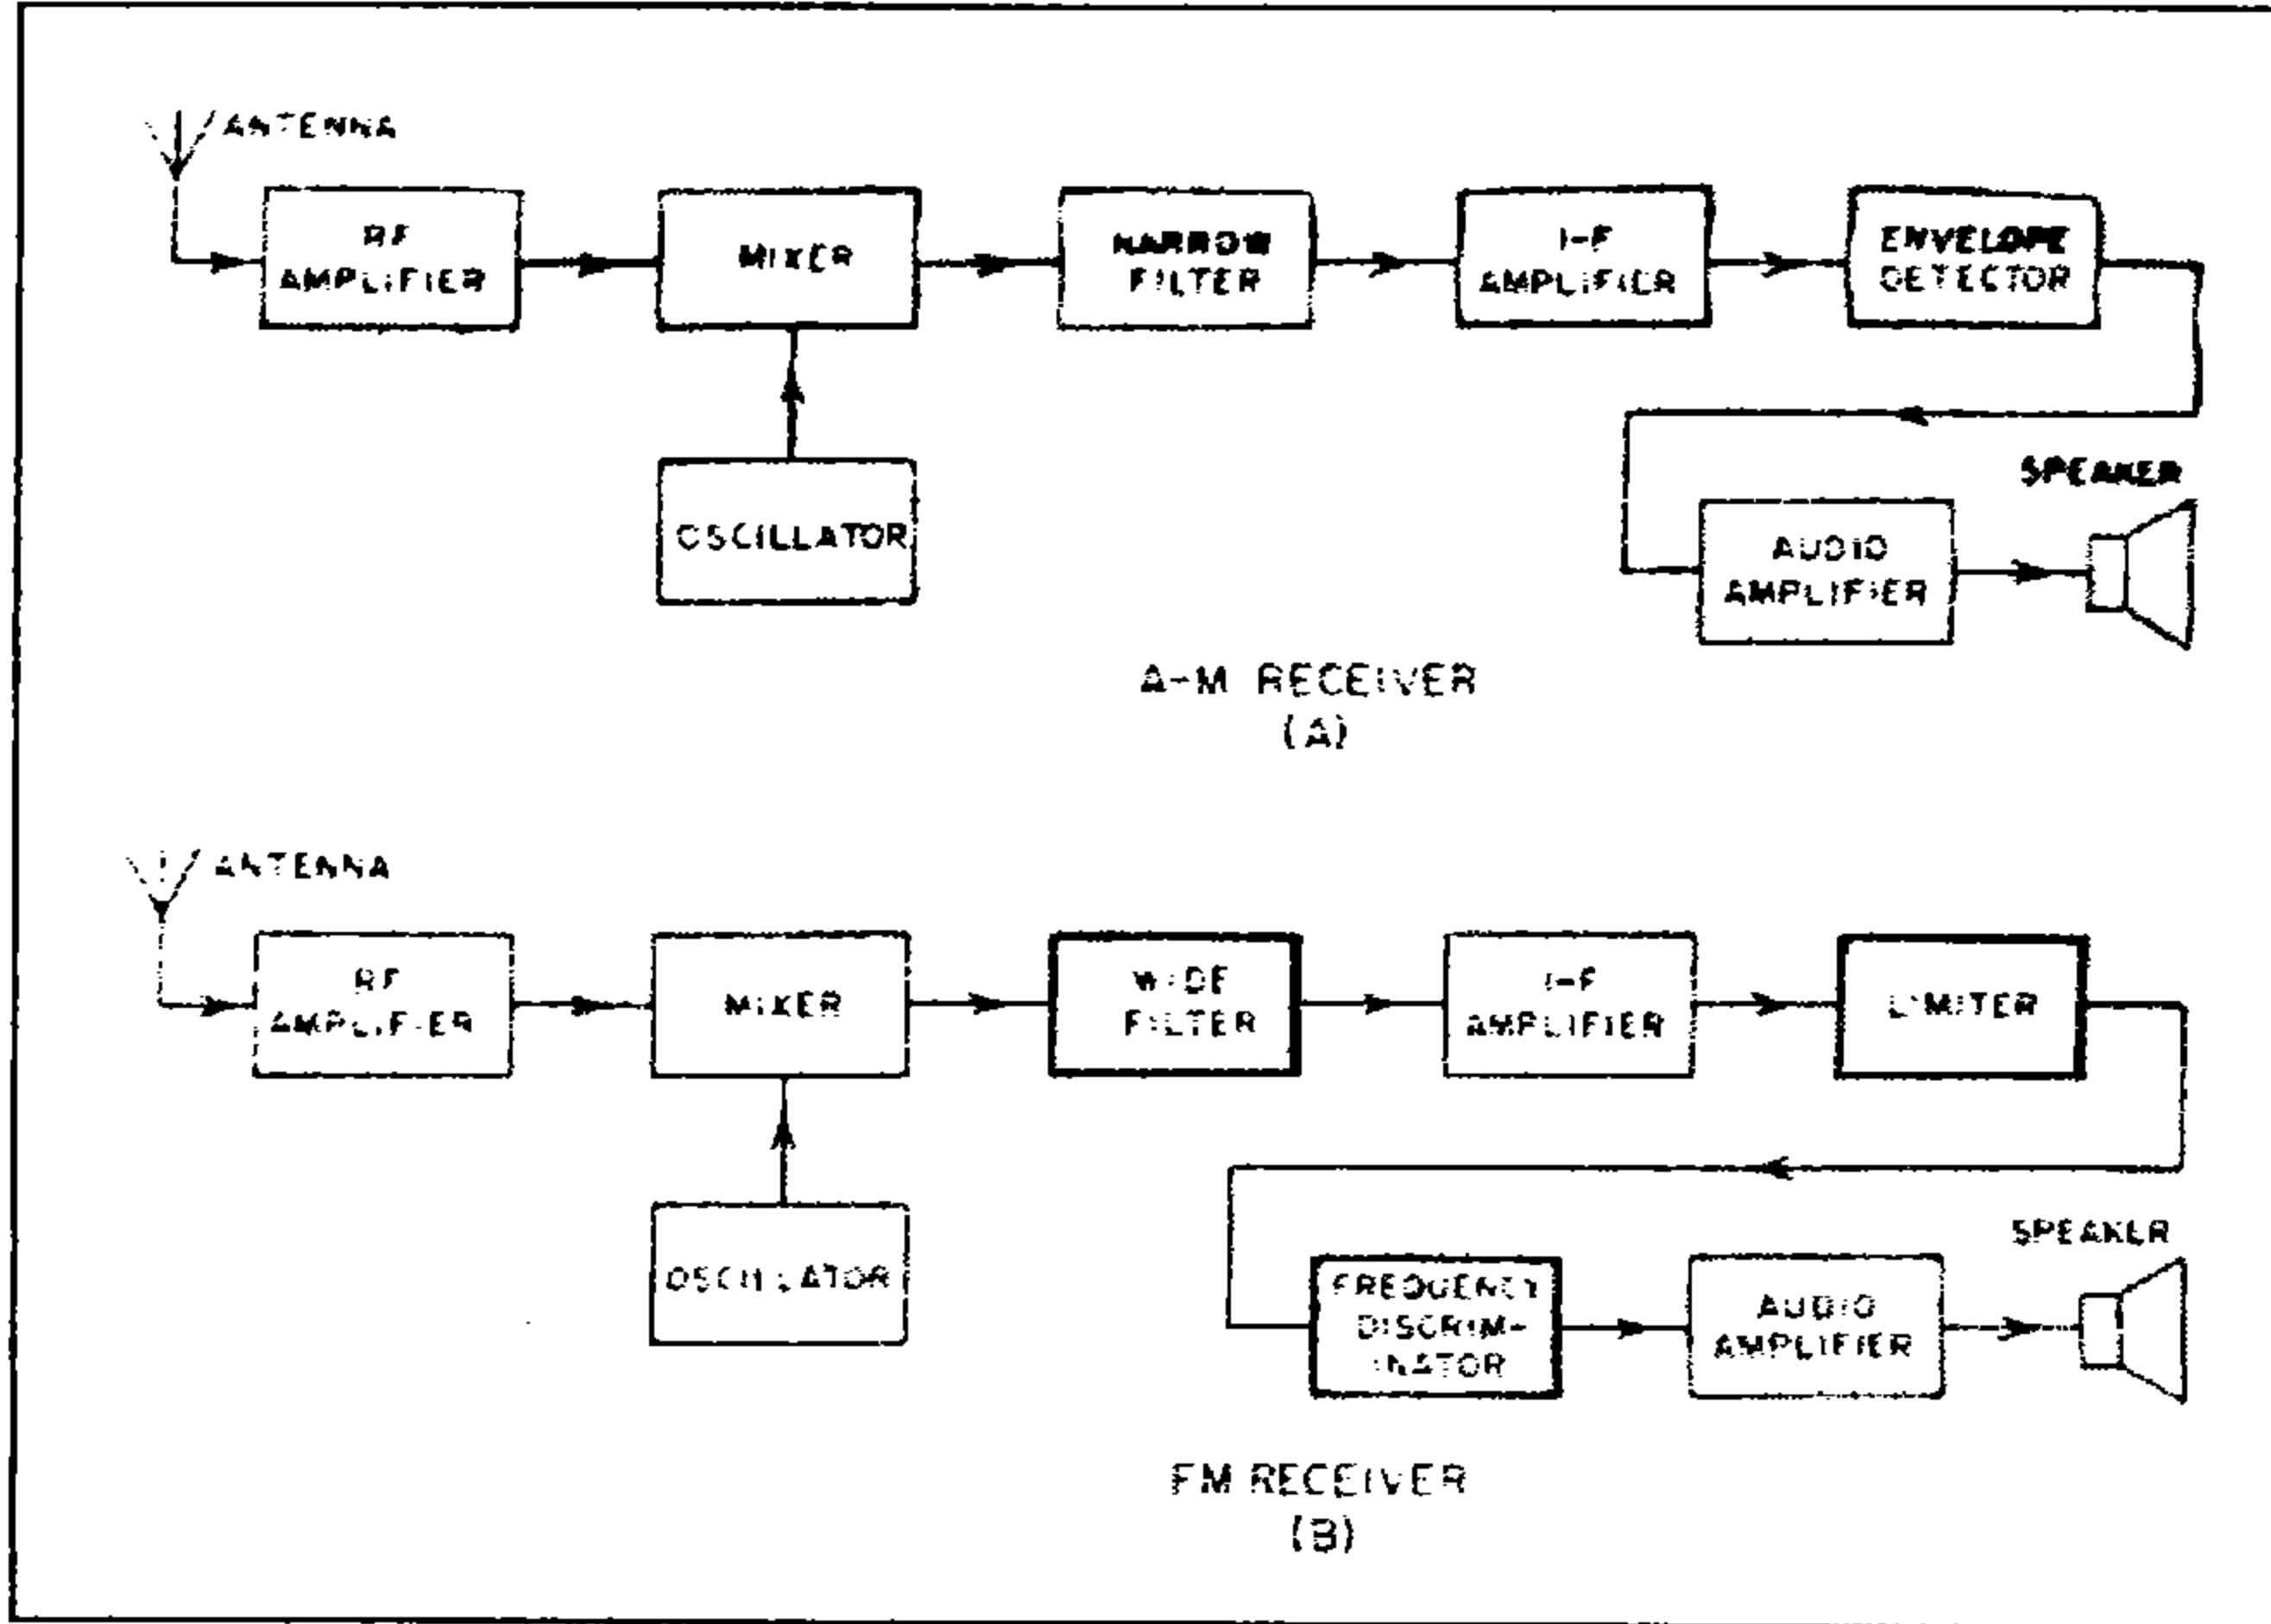 ANTENNA
RF
AMPLIFIER
MIXER
NARROW
FILTER
I-F
AMPLIFIER
ENVELOPE
DETECTOR
OSCILLATOR
SPEAKER
AUDIO
AMPLIFIER
A-M RECEIVER
(A)
ANTENNA
RF
AMPLIFIER
MIXER
WIDE
FILTER
I-F
AMPLIFIER
LIMITER
OSCILLATOR
SPEAKER
FREQUENCY
DISCRIM-
INATOR
AUDIO
AMPLIFIER
FM RECEIVER
(B)